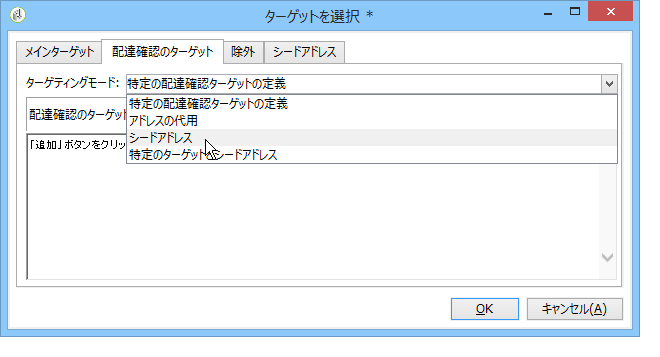 ターゲットを選択 *
メインターゲット 配達確認のターゲット 除外 シードアドレス
ターゲティングモード: 特定の配達確認ターゲットの定義
特定の配達確認ターゲットの定義
配達確認のターゲット
アドレスの代用
シードアドレス
「追加」ボタンをクリッ
特定のターゲット シードアドレス
OK キャンセル(A)